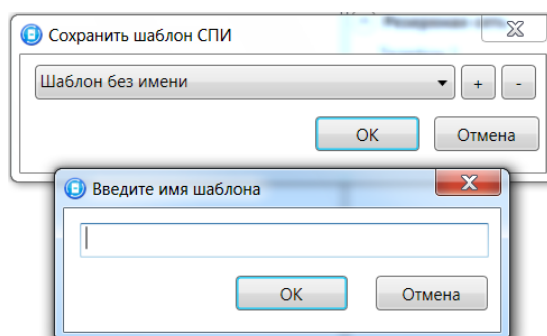 Сохранить шаблон СПИ
Шаблон без имени
+
-
OK
Отмена
Введите имя шаблона
OK
Отмена